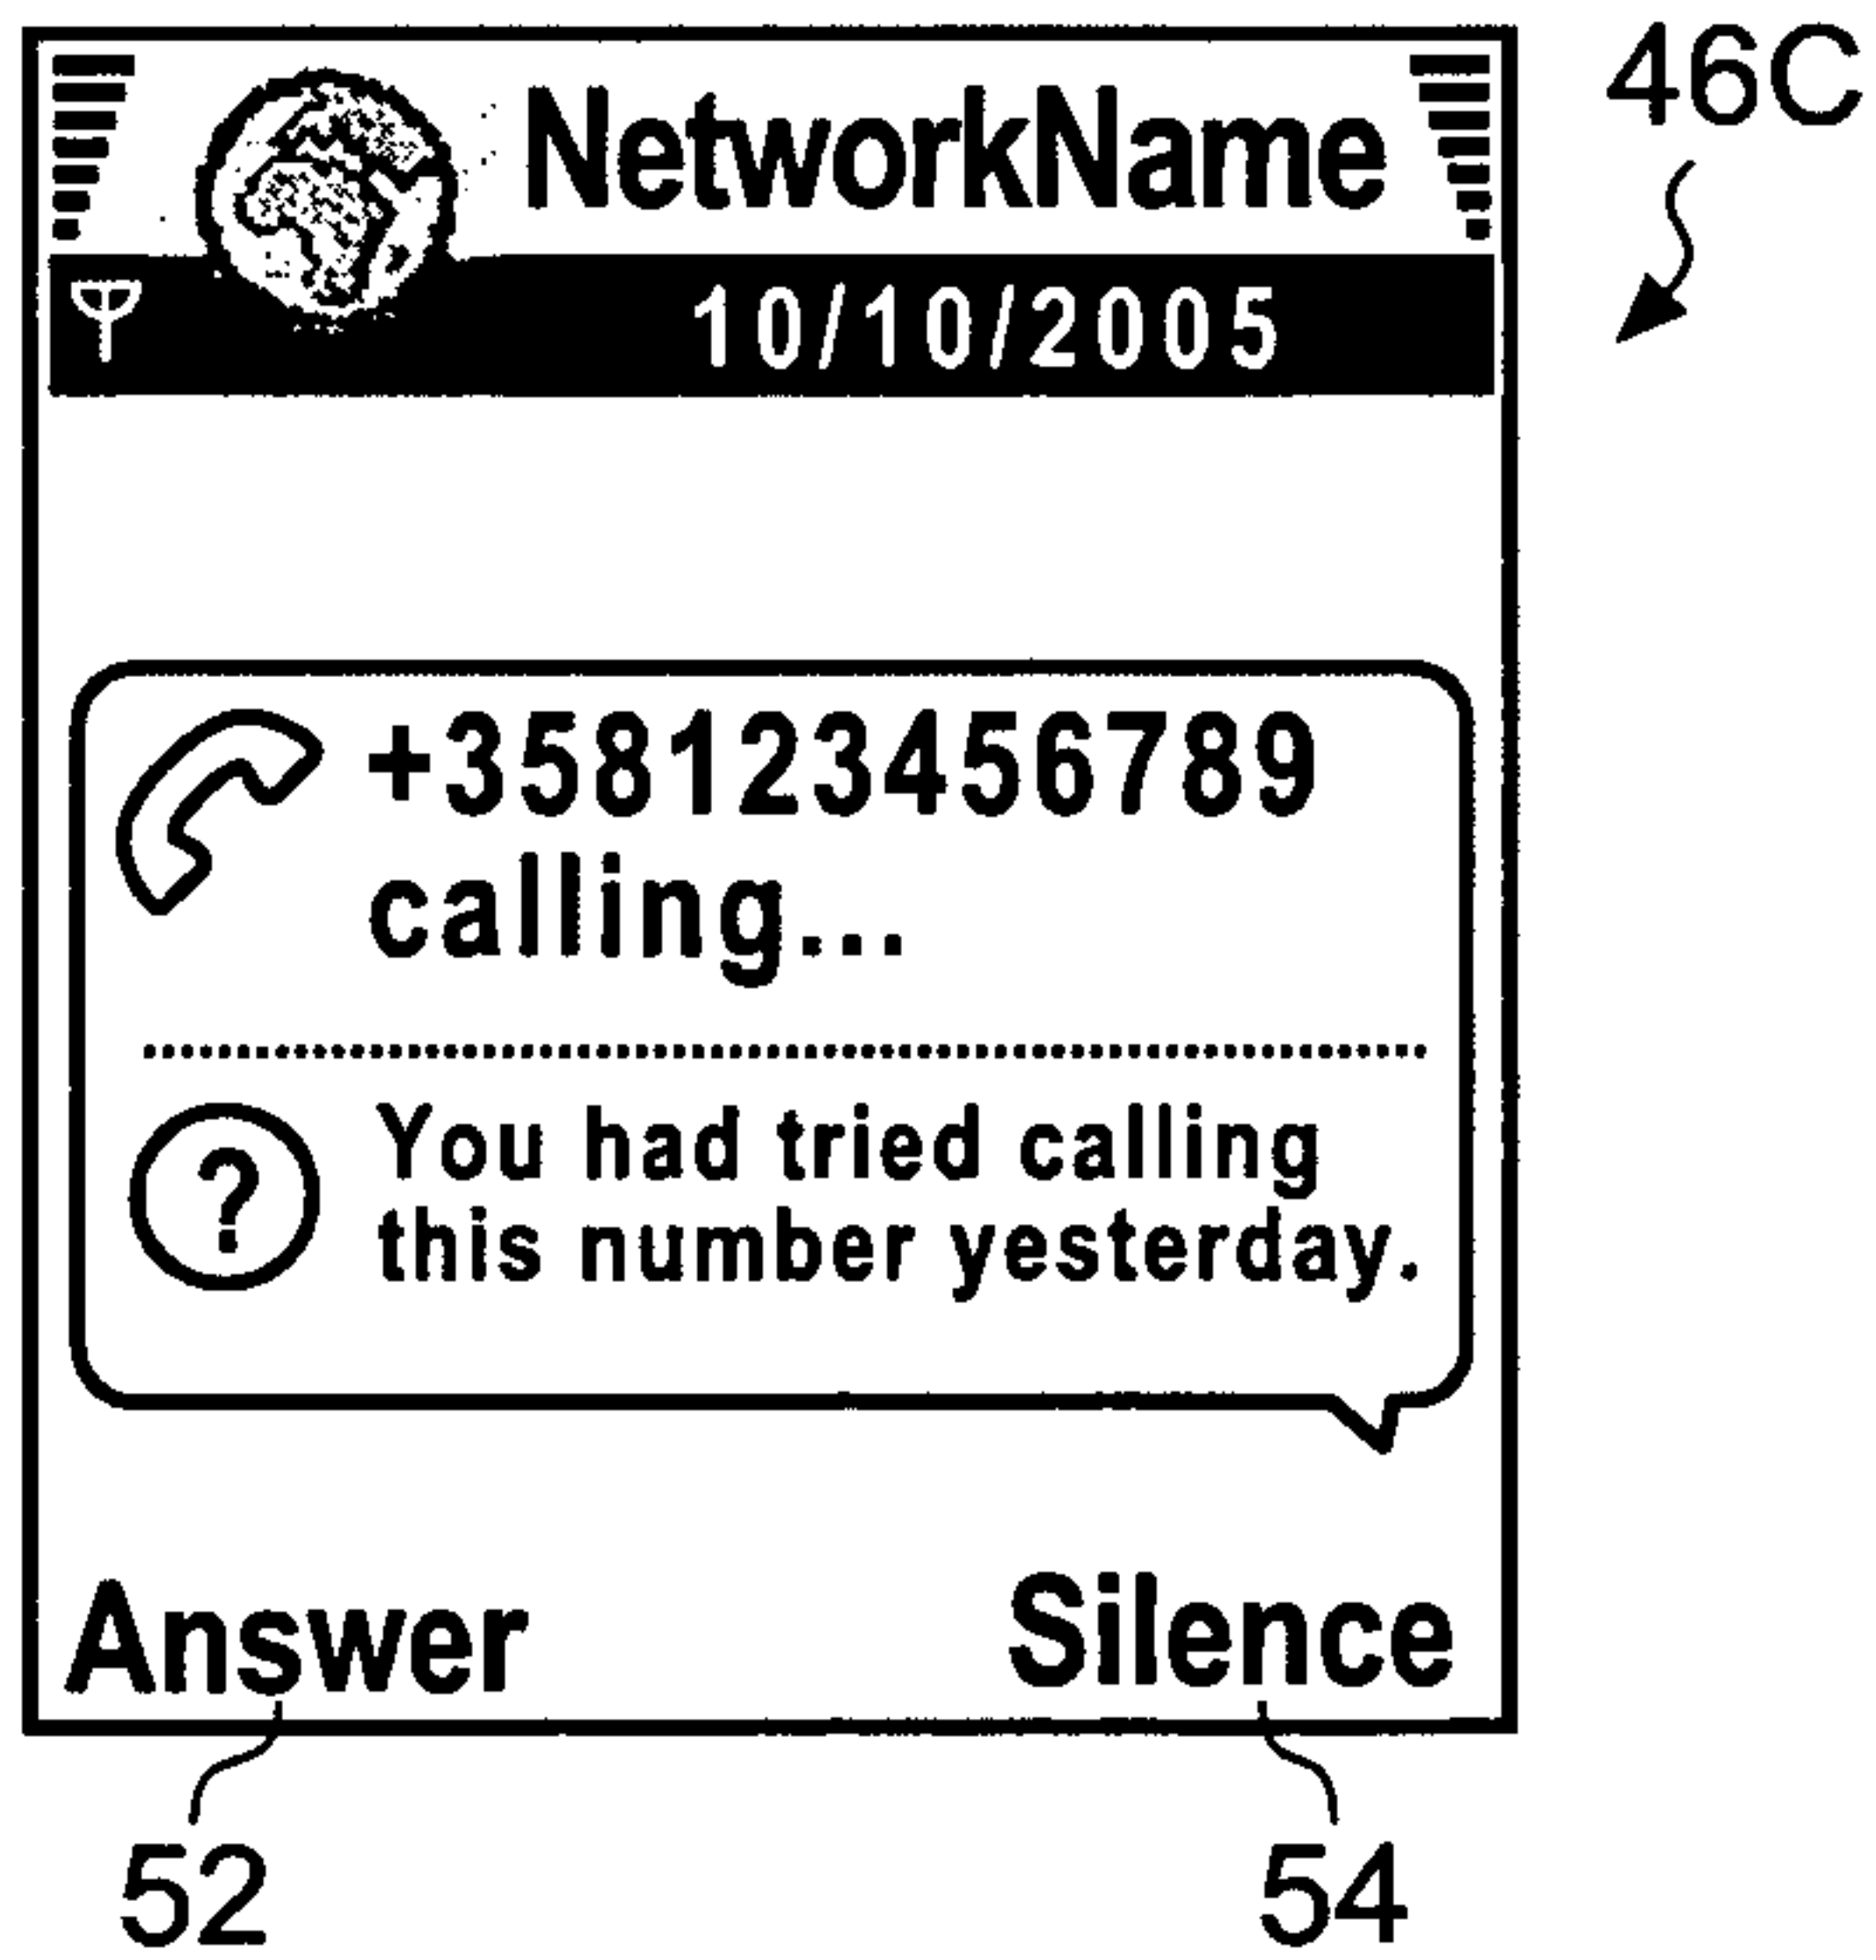 46C
NetworkName
10/10/2005
+358123456789
calling...
? You had tried calling
this number yesterday.
Answer Silence
52 54